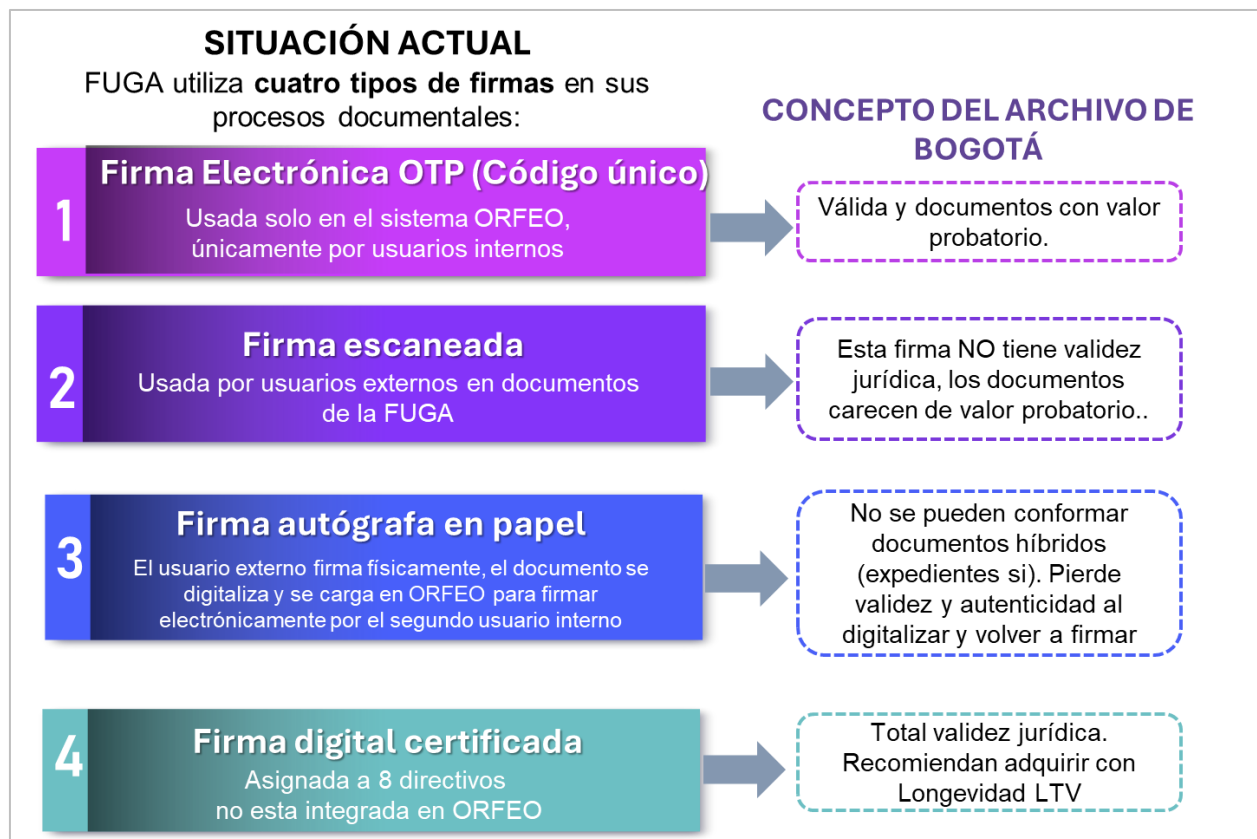 SITUACIÓN ACTUAL
FUGA utiliza cuatro tipos de firmas en sus
procesos documentales:
CONCEPTO DEL ARCHIVO DE
BOGOTÁ
1
Firma Electrónica OTP (Código único)
Usada solo en el sistema ORFEO,
únicamente por usuarios internos
Válida y documentos con valor
probatorio.
2
Firma escaneada
Usada por usuarios externos en documentos
de la FUGA
Esta firma NO tiene validez
jurídica, los documentos
carecen de valor probatorio..
3
Firma autógrafa en papel
El usuario externo firma físicamente, el documento se
digitaliza y se carga en ORFEO para firmar
electrónicamente por el segundo usuario interno
No se pueden conformar
documentos híbridos
(expedientes si). Pierde
validez y autenticidad al
digitalizar y volver a firmar
4
Firma digital certificada
Asignada a 8 directivos
no esta integrada en ORFEO
Total validez jurídica.
Recomiendan adquirir con
Longevidad LTV